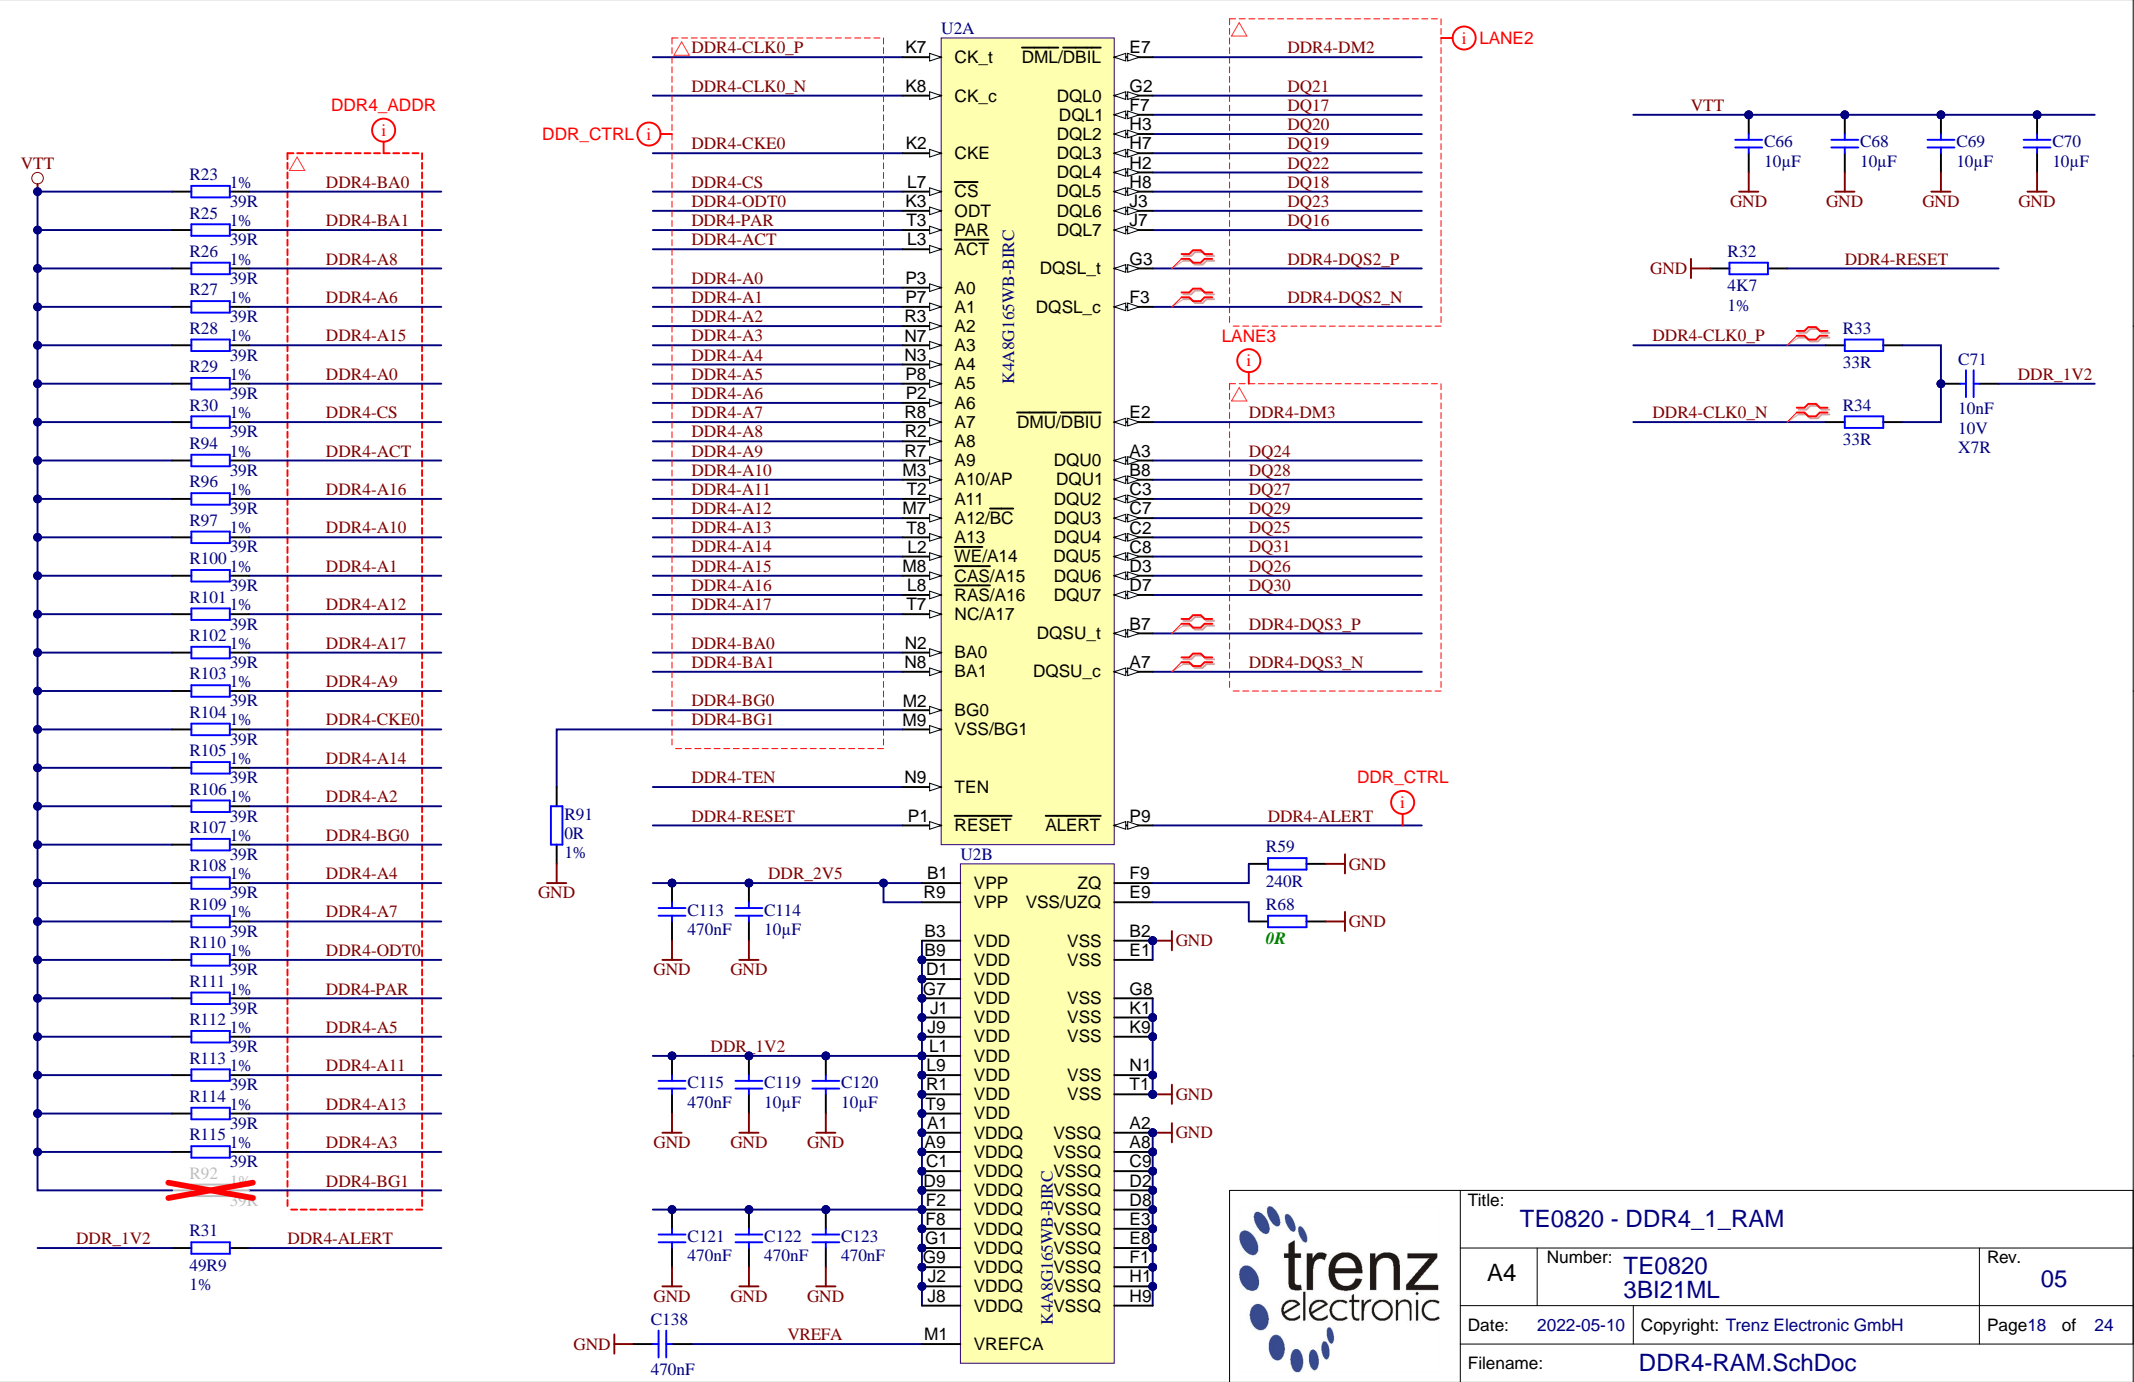 DDR4_ADDR
i
VTT
R23 1% 39R DDR4-BA0
R25 1% 39R DDR4-BA1
R26 1% 39R DDR4-A8
R27 1% 39R DDR4-A6
R28 1% 39R DDR4-A15
R29 1% 39R DDR4-A0
R30 1% 39R DDR4-CS
R94 1% 39R DDR4-ACT
R96 1% 39R DDR4-A16
R97 1% 39R DDR4-A10
R100 1% 39R DDR4-A1
R101 1% 39R DDR4-A12
R102 1% 39R DDR4-A17
R103 1% 39R DDR4-A9
R104 1% 39R DDR4-CKE0
R105 1% 39R DDR4-A14
R106 1% 39R DDR4-A2
R107 1% 39R DDR4-BG0
R108 1% 39R DDR4-A4
R109 1% 39R DDR4-A7
R110 1% 39R DDR4-ODT0
R111 1% 39R DDR4-PAR
R112 1% 39R DDR4-A5
R113 1% 39R DDR4-A11
R114 1% 39R DDR4-A13
R115 1% 39R DDR4-A3
R92 1% 39R DDR4-BG1
DDR_1V2 R31 DDR4-ALERT
49R9
1%
U2A
DDR_CTRL i
K4A8G165WB-BIRC
DDR4-CLK0_P K7 CK_t
DDR4-CLK0_N K8 CK_c
DDR4-CKE0 K2 CKE
DDR4-CS L7 CS
DDR4-ODT0 K3 ODT
DDR4-PAR T3 PAR
DDR4-ACT L3 ACT
DDR4-A0 P3 A0
DDR4-A1 P7 A1
DDR4-A2 R3 A2
DDR4-A3 N7 A3
DDR4-A4 N3 A4
DDR4-A5 P8 A5
DDR4-A6 P2 A6
DDR4-A7 R8 A7
DDR4-A8 R2 A8
DDR4-A9 R7 A9
DDR4-A10 M3 A10/AP
DDR4-A11 T2 A11
DDR4-A12 M7 A12/BC
DDR4-A13 T8 A13
DDR4-A14 L2 WE/A14
DDR4-A15 M8 CAS/A15
DDR4-A16 L8 RAS/A16
DDR4-A17 T7 NC/A17
DDR4-BA0 N2 BA0
DDR4-BA1 N8 BA1
DDR4-BG0 M2 BG0
DDR4-BG1 M9 VSS/BG1
DDR4-TEN N9 TEN
DDR4-RESET P1 RESET
R91
0R
1%
GND
i LANE2
DML/DBIL E7 DDR4-DM2
DQL0 G2 DQ21
DQL1 F7 DQ17
DQL2 H3 DQ20
DQL3 H7 DQ19
DQL4 H2 DQ22
DQL5 H8 DQ18
DQL6 J3 DQ23
DQL7 J7 DQ16
DQSL_t G3 DDR4-DQS2_P
DQSL_c F3 DDR4-DQS2_N
LANE3
i
DMU/DBIU E2 DDR4-DM3
DQU0 A3 DQ24
DQU1 B8 DQ28
DQU2 C3 DQ27
DQU3 C7 DQ29
DQU4 C2 DQ25
DQU5 C8 DQ31
DQU6 D3 DQ26
DQU7 D7 DQ30
DQSU_t B7 DDR4-DQS3_P
DQSU_c A7 DDR4-DQS3_N
DDR_CTRL
i
ALERT P9 DDR4-ALERT
U2B
K4A8G165WB-BIRC
DDR_2V5 B1 VPP
R9 VPP
C113 470nF GND
C114 10µF GND
B3 VDD
B9 VDD
D1 VDD
G7 VDD
J1 VDD
J9 VDD
DDR_1V2 L1 VDD
L9 VDD
R1 VDD
T9 VDD
A1 VDDQ
A9 VDDQ
C1 VDDQ
D9 VDDQ
F2 VDDQ
F8 VDDQ
G1 VDDQ
G9 VDDQ
J2 VDDQ
J8 VDDQ
C115 470nF GND
C119 10µF GND
C120 10µF GND
C121 470nF GND
C122 470nF GND
C123 470nF GND
C138
GND VREFA M1 VREFCA
470nF
ZQ F9 R59 GND
240R
VSS/UZQ E9 R68 GND
0R
VSS B2 GND
VSS E1
VSS G8
VSS K1
VSS K9
VSS N1
VSS T1 GND
VSSQ A2 GND
VSSQ A8
VSSQ C9
VSSQ D2
VSSQ D8
VSSQ E3
VSSQ E8
VSSQ F1
VSSQ H1
VSSQ H9
VTT
C66 10µF GND
C68 10µF GND
C69 10µF GND
C70 10µF GND
R32
GND DDR4-RESET
4K7
1%
DDR4-CLK0_P R33
33R
C71 DDR_1V2
10nF
10V
X7R
DDR4-CLK0_N R34
33R
trenz
electronic
Title:
TE0820 - DDR4_1_RAM
A4 Number: TE0820
3BI21ML
Rev.
05
Date: 2022-05-10 Copyright: Trenz Electronic GmbH Page18 of 24
Filename: DDR4-RAM.SchDoc